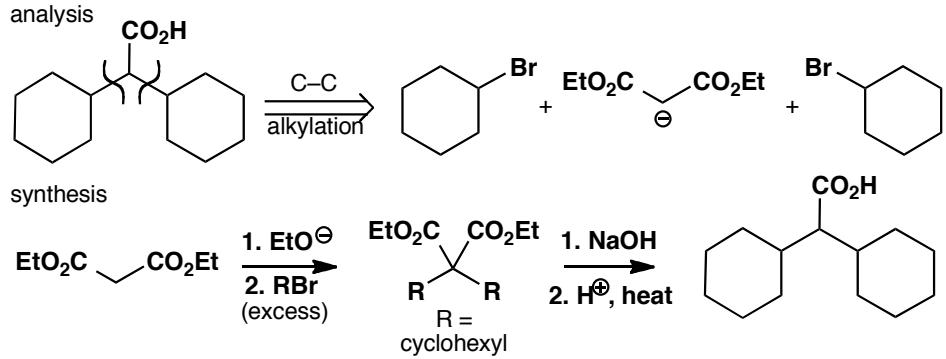 analysis
CO₂H
C–C
alkylation
Br
+
EtO₂C
CO₂Et
⊖
+
Br
synthesis
EtO₂C
CO₂Et
1. EtO⊖
2. RBr
(excess)
EtO₂C
CO₂Et
R
R
R =
cyclohexyl
1. NaOH
2. H⊕, heat
CO₂H